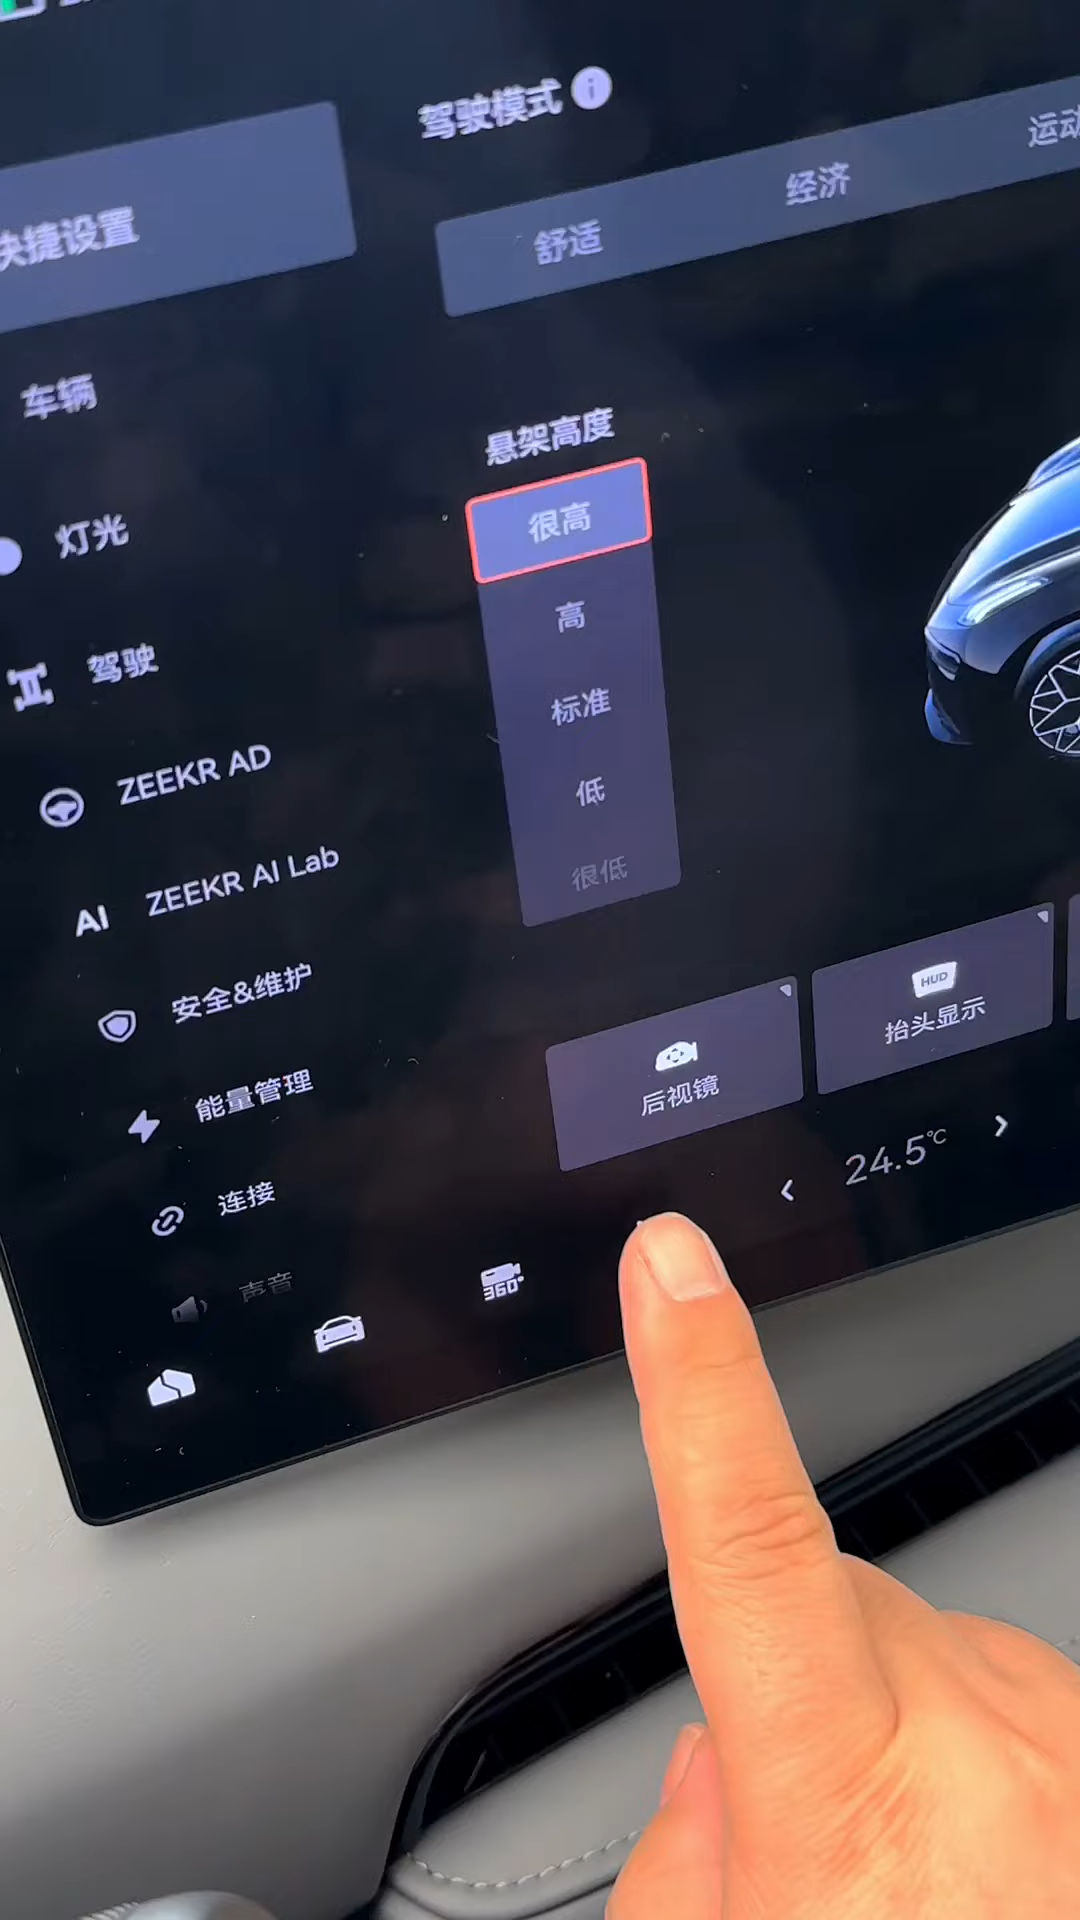 驾驶模式
舒适
经济
运动
快捷设置
车辆
灯光
驾驶
ZEEKR AD
AI ZEEKR AI Lab
安全&维护
能量管理
连接
声音
悬架高度
很高
高
标准
低
很低
后视镜
HUD
抬头显示
360°
24.5℃